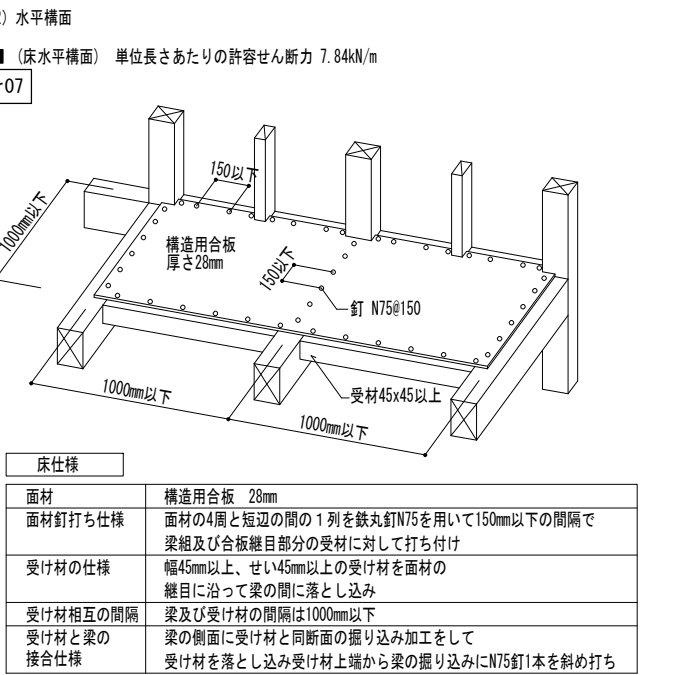 ）水平構面
（床水平構面）　単位長さあたりの許容せん断力 7.84kN/m
07
150以下
1000mm以下
構造用合板
厚さ28mm
150以下
釘 N75@150
受材45x45以上
1000mm以下
1000mm以下
床仕様
面材　構造用合板　28mm
面材釘打ち仕様　面材の4周と短辺の間の１列を鉄丸釘N75を用いて150mm以下の間隔で
梁組及び合板継目部分の受材に対して打ち付け
受け材の仕様　幅45mm以上、せい45mm以上の受け材を面材の
継目に沿って梁の間に落とし込み
受け材相互の間隔　梁及び受け材の間隔は1000mm以下
受け材と梁の　梁の側面に受け材と同断面の掘り込み加工をして
接合仕様　受け材を落とし込み受け材上端から梁の掘り込みにN75釘1本を斜め打ち